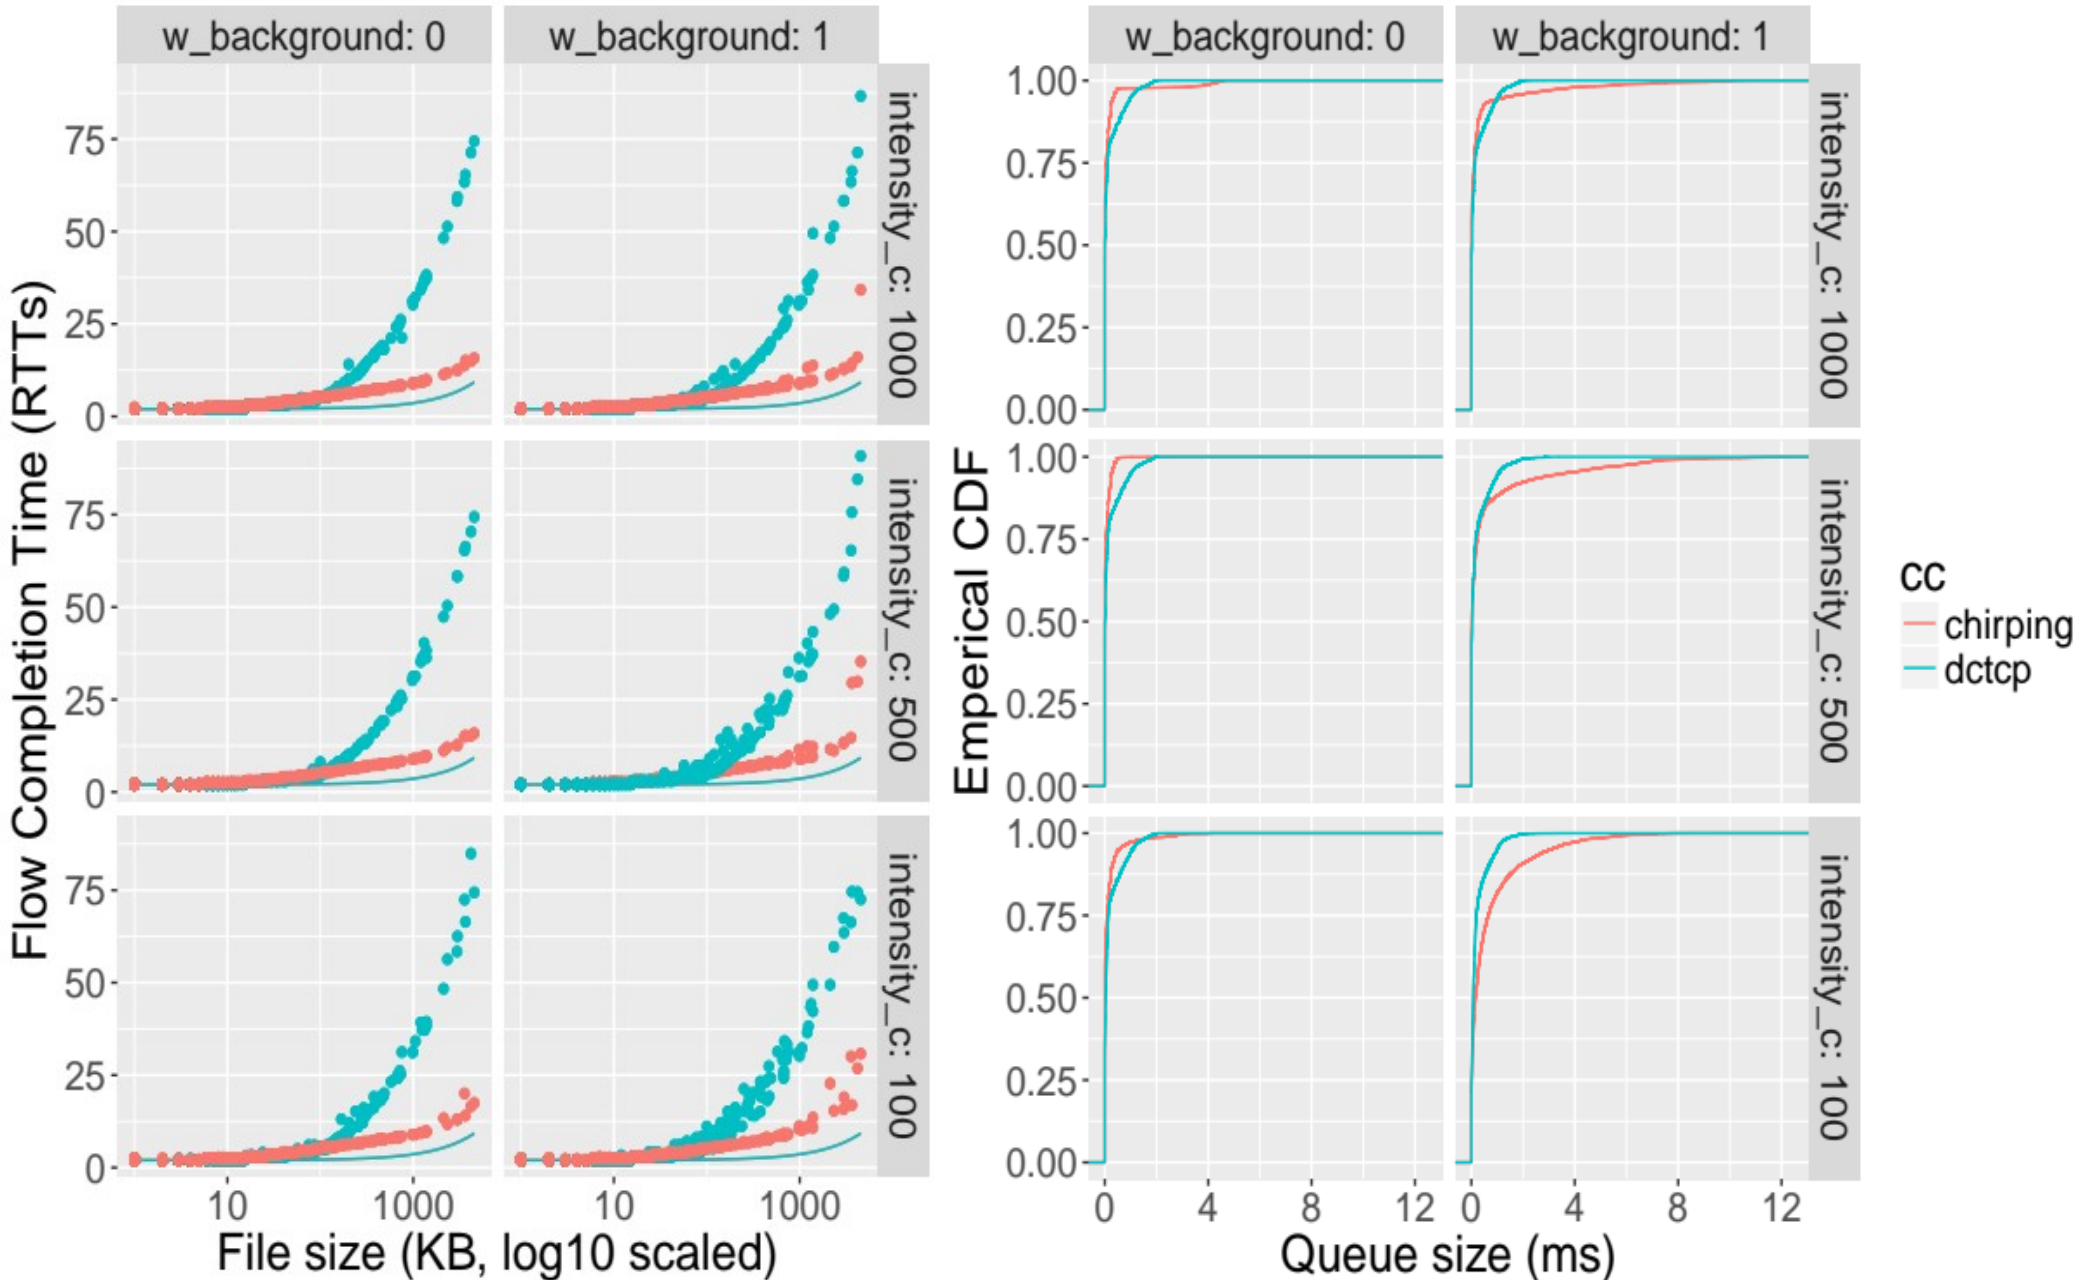 w_background: 0
w_background: 1
intensity_c: 1000
75
50
25
0
intensity_c: 500
75
50
25
0
intensity_c: 100
75
50
25
0
10
1000
10
1000
Flow Completion Time (RTTs)
File size (KB, log10 scaled)
w_background: 0
w_background: 1
intensity_c: 1000
1.00
0.75
0.50
0.25
0.00
intensity_c: 500
1.00
0.75
0.50
0.25
0.00
intensity_c: 100
1.00
0.75
0.50
0.25
0.00
0
4
8
12
0
4
8
12
Emperical CDF
Queue size (ms)
cc
chirping
dctcp